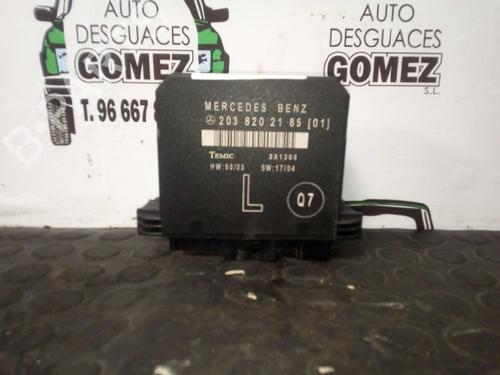 AUTO
DESGUACES
GOMEZ
S.L.
T. 96 667
AUTO
DESGUACES
GOMEZ
S.L.
MERCEDES BENZ
203 820 21 85 [01]
TEMIC 3X1369
HW:50/03 SW:17/04
L Q7